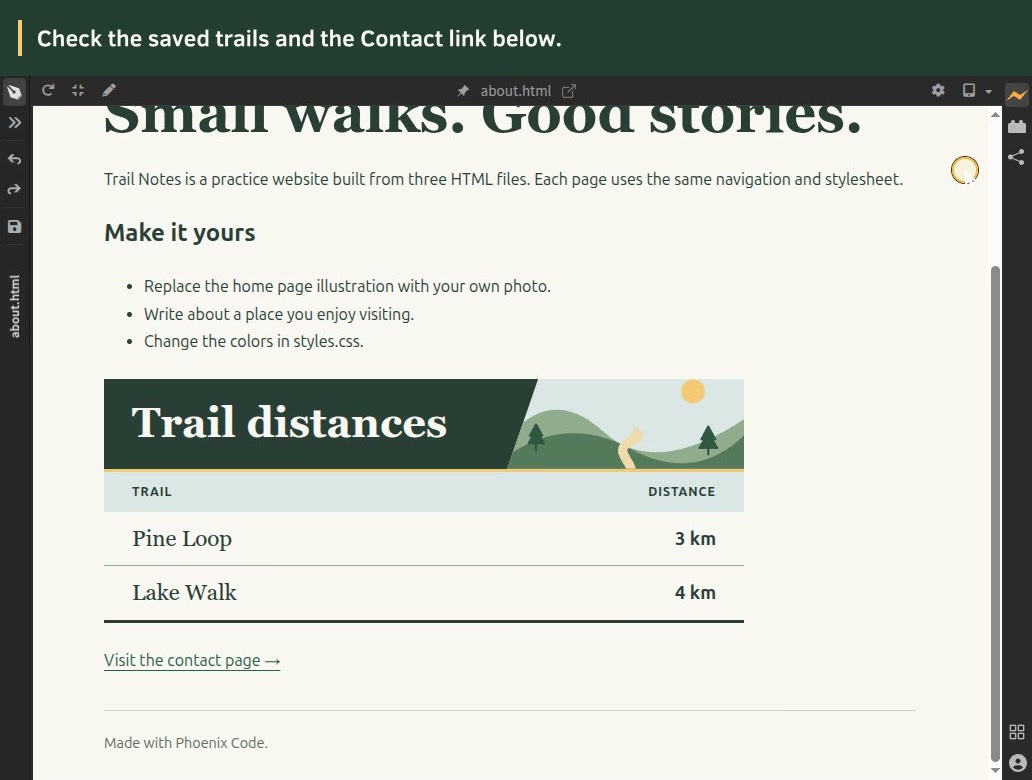 Check the saved trails and the Contact link below.
about.html
about.html
Small walks. Good stories.
Trail Notes is a practice website built from three HTML files. Each page uses the same navigation and stylesheet.
Make it yours
• Replace the home page illustration with your own photo.
• Write about a place you enjoy visiting.
• Change the colors in styles.css.
Trail distances
TRAIL DISTANCE
Pine Loop 3 km
Lake Walk 4 km
Visit the contact page →
Made with Phoenix Code.